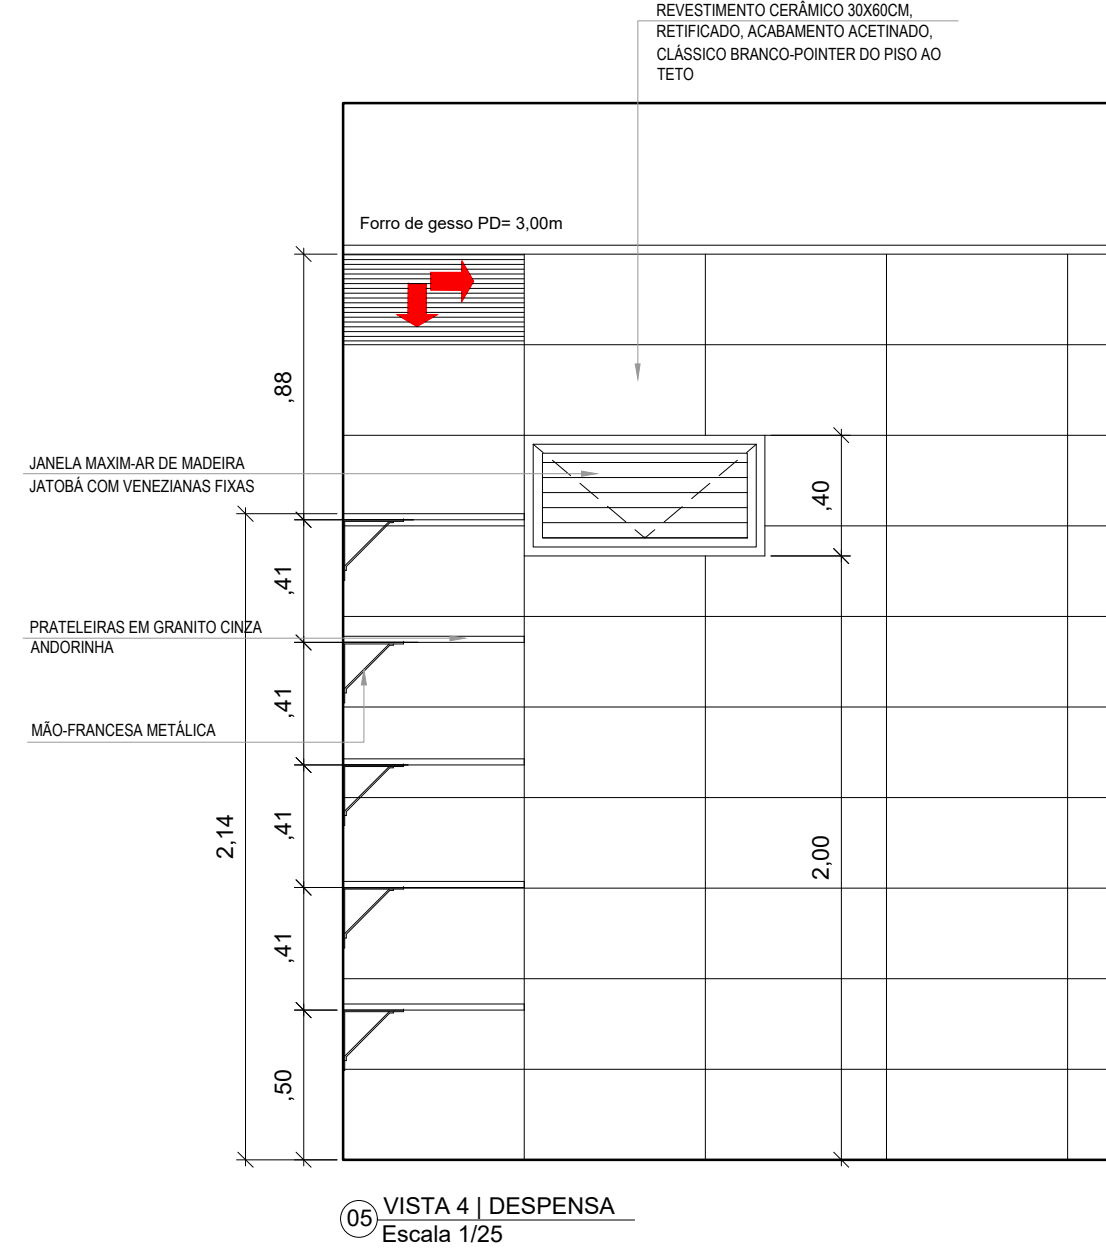 REVESTIMENTO CERÂMICO 30X60CM,
RETIFICADO, ACABAMENTO ACETINADO,
CLÁSSICO BRANCO-POINTER DO PISO AO
TETO
Forro de gesso PD= 3,00m
,88
JANELA MAXIM-AR DE MADEIRA
JATOBÁ COM VENEZIANAS FIXAS
,40
,41
PRATELEIRAS EM GRANITO CINZA
ANDORINHA
,41
MÃO-FRANCESA METÁLICA
,41
2,14
2,00
,41
,50
05
VISTA 4 | DESPENSA
Escala 1/25